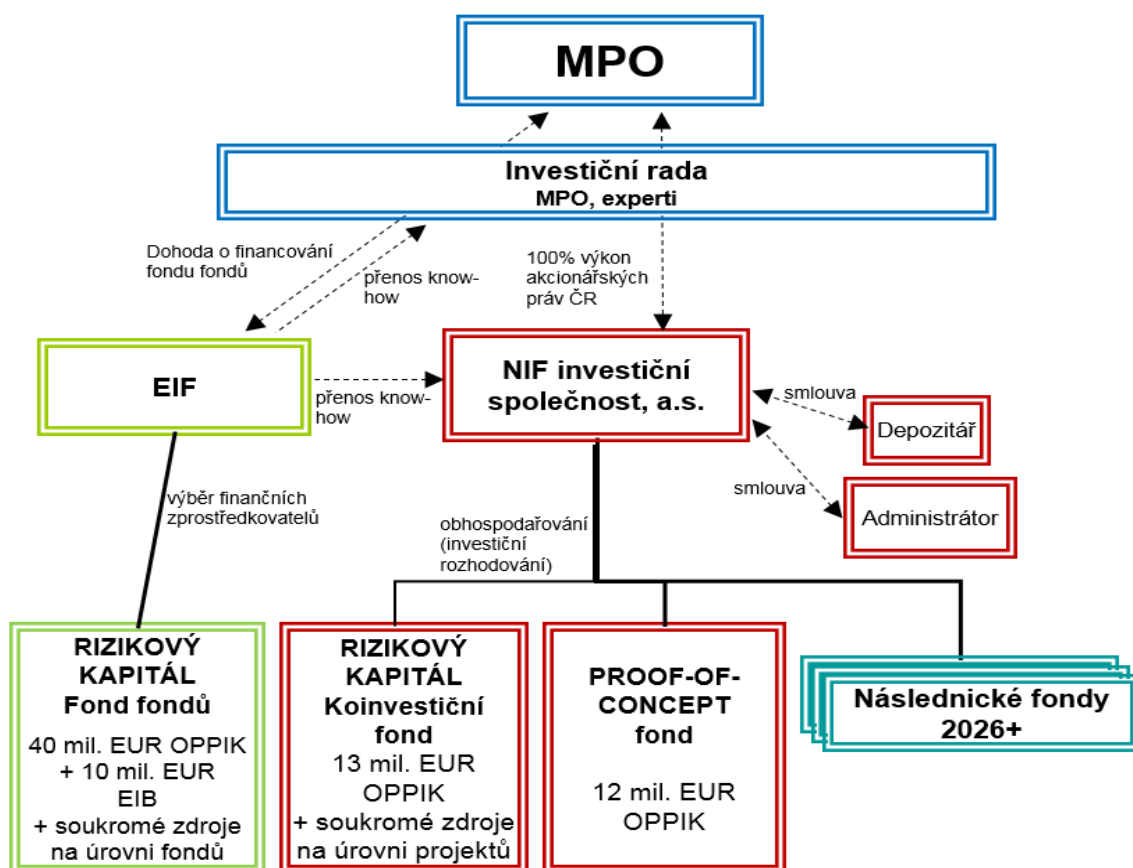 MPO
Investiční rada
MPO, experti
Dohoda o financování
fondu fondů
přenos know-
how
100% výkon
akcionářských
práv ČR
EIF
přenos know-
how
NIF investiční
společnost, a.s.
smlouva
Depozitář
smlouva
Administrátor
výběr finančních
zprostředkovatelů
obhospodařování
(investiční
rozhodování)
RIZIKOVÝ
KAPITÁL
Fond fondů
40 mil. EUR OPPIK
+ 10 mil. EUR
EIB
+ soukromé zdroje
na úrovni fondů
RIZIKOVÝ
KAPITÁL
Koinvestiční
fond
13 mil. EUR
OPPIK
+ soukromé zdroje
na úrovni projektů
PROOF-OF-
CONCEPT
fond
12 mil. EUR
OPPIK
Následnické fondy
2026+